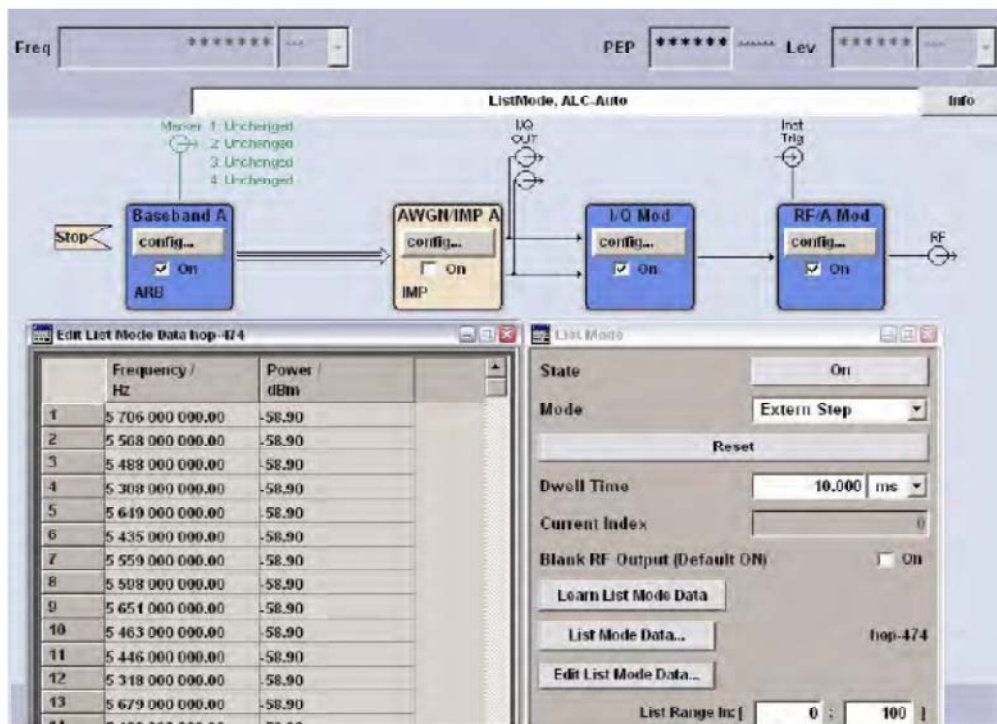 Freq ******* --- PEP ****** ----- Lev ****** ---
ListMode, ALC-Auto Info
Marker 1: Unchanged
2: Unchanged
3: Unchanged
4: Unchanged
I/Q
OUT
Inst
Trig
Stop
Baseband A
config...
On
ARB
AWGN/IMP A
config...
On
IMP
I/Q Mod
config...
On
RF/A Mod
config...
On
RF
Edit List Mode Data hop-474
Frequency / Power /
Hz dBm
1 5 706 000 000.00 -58.90
2 5 568 000 000.00 -58.90
3 5 488 000 000.00 -58.90
4 5 308 000 000.00 -58.90
5 5 649 000 000.00 -58.90
6 5 435 000 000.00 -58.90
7 5 559 000 000.00 -58.90
8 5 598 000 000.00 -58.90
9 5 651 000 000.00 -58.90
10 5 463 000 000.00 -58.90
11 5 446 000 000.00 -58.90
12 5 318 000 000.00 -58.90
13 5 679 000 000.00 -58.90
List Mode
State On
Mode Extern Step
Reset
Dwell Time 10.000 ms
Current Index 0
Blank RF Output (Default ON) On
Learn List Mode Data
List Mode Data... hop-474
Edit List Mode Data...
List Range In: [ 0 : 100 ]